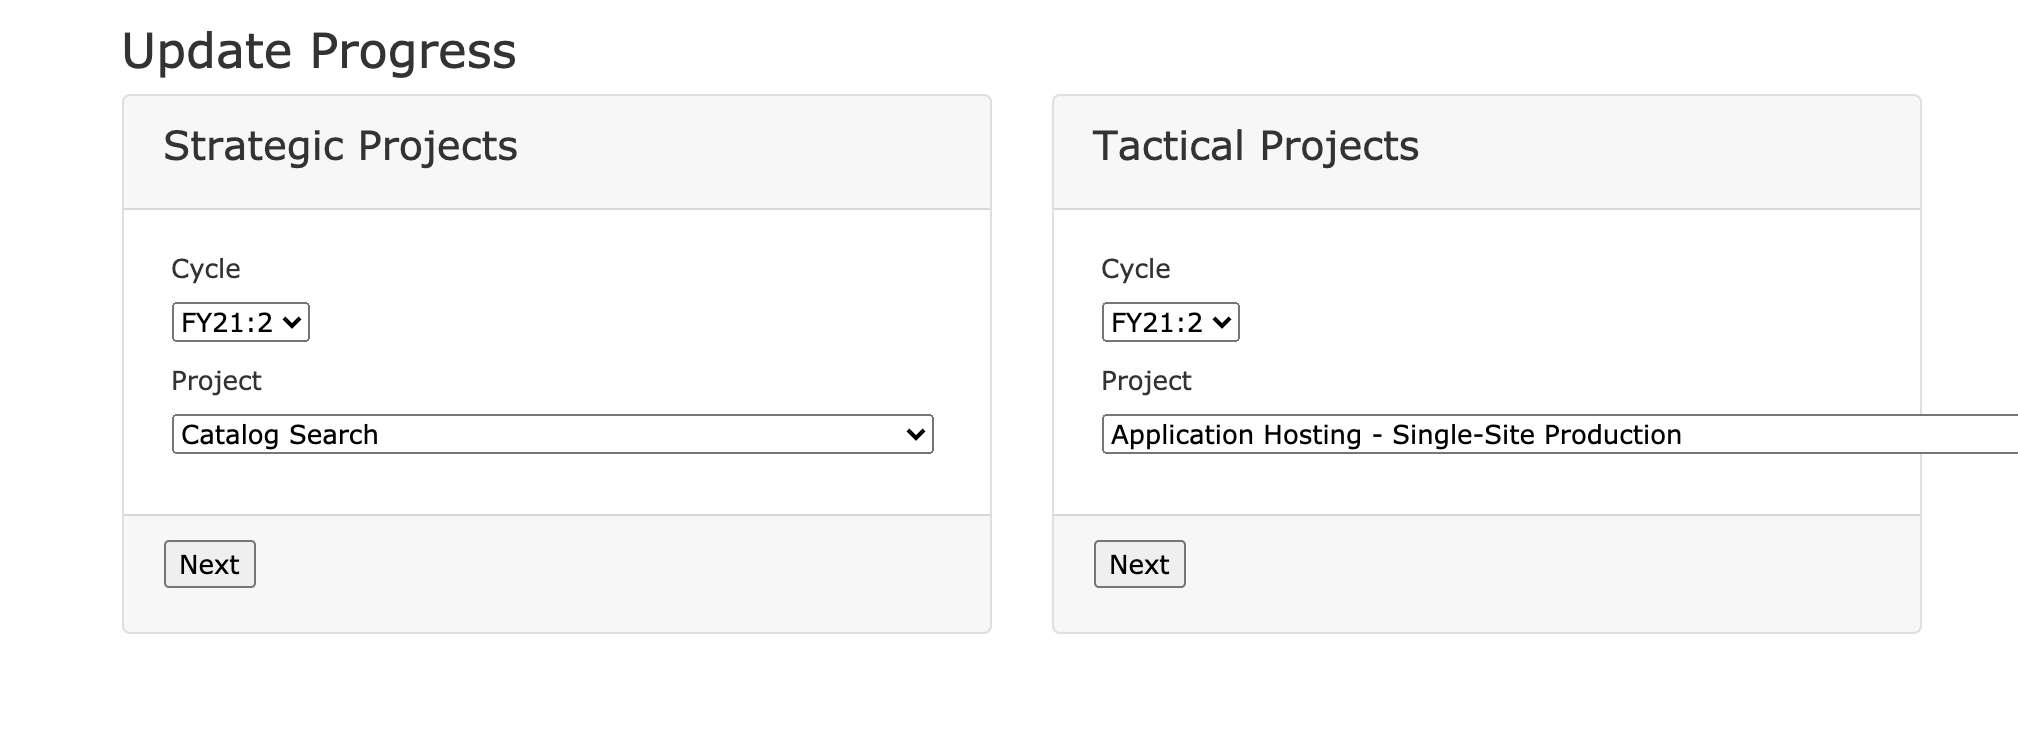 Update Progress
Strategic Projects
Cycle
FY21:2
Project
Catalog Search
Next
Tactical Projects
Cycle
FY21:2
Project
Application Hosting - Single-Site Production
Next